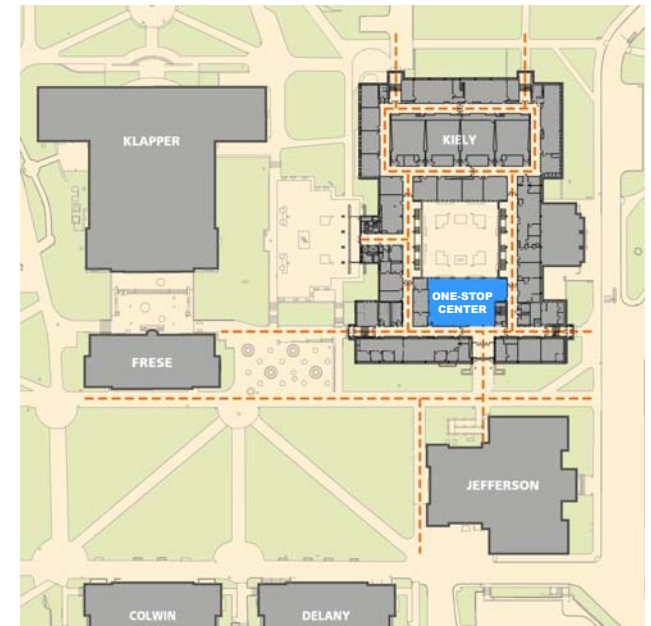 KLAPPER
KIELY
ONE-STOP
CENTER
FRESE
JEFFERSON
COLWIN
DELANY